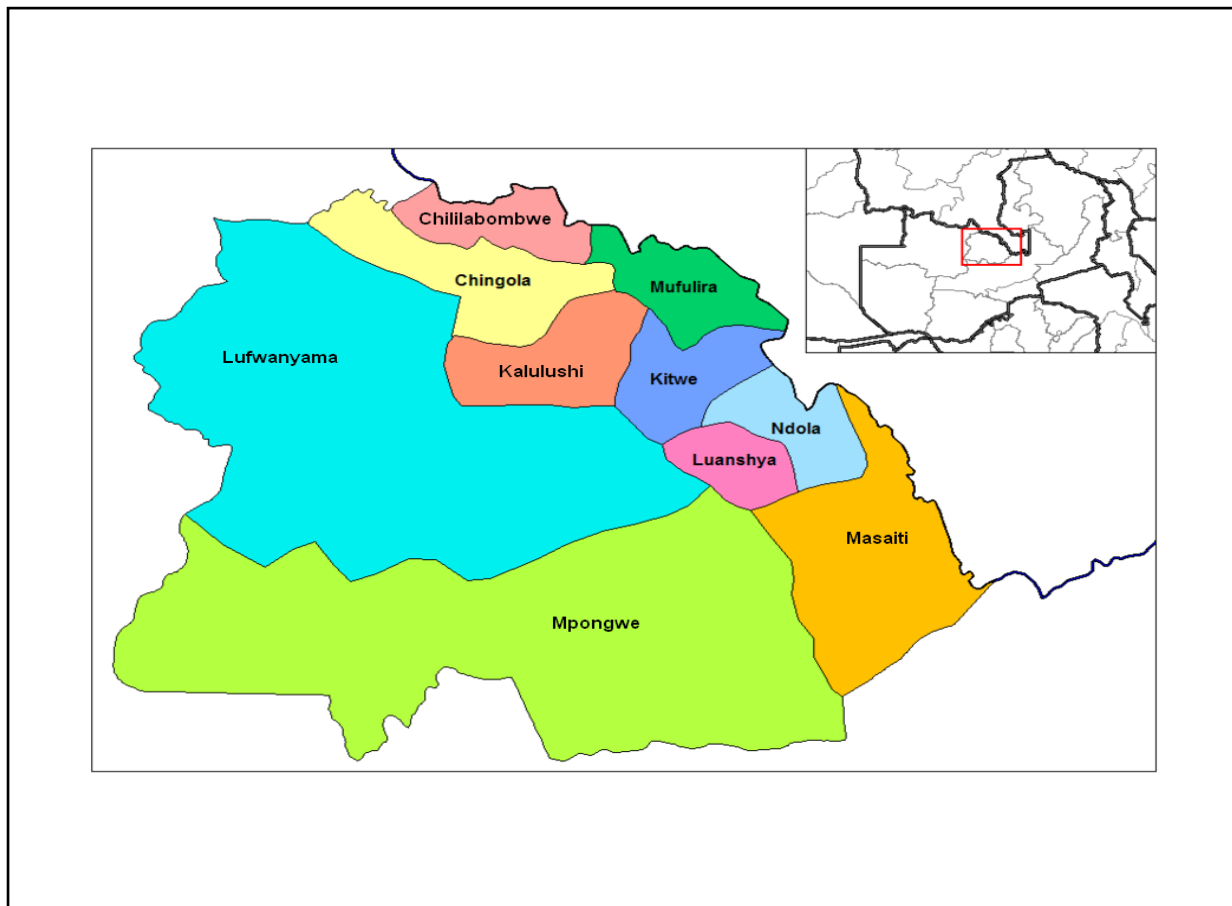 Chililabombwe
Chingola
Mufulira
Lufwanyama
Kalulushi
Kitwe
Ndola
Luanshya
Masaiti
Mpongwe